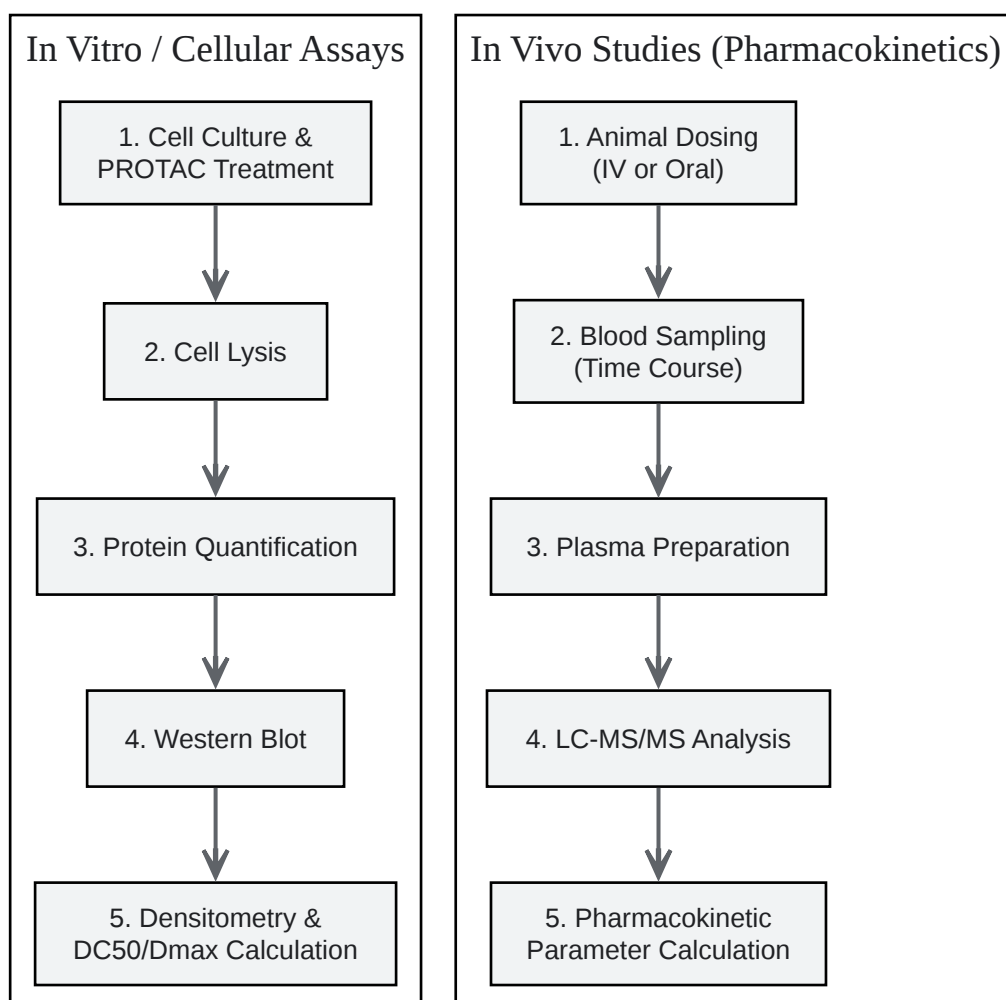 In Vitro / Cellular Assays
1. Cell Culture &
PROTAC Treatment
2. Cell Lysis
3. Protein Quantification
4. Western Blot
5. Densitometry &
DC50/Dmax Calculation
In Vivo Studies (Pharmacokinetics)
1. Animal Dosing
(IV or Oral)
2. Blood Sampling
(Time Course)
3. Plasma Preparation
4. LC-MS/MS Analysis
5. Pharmacokinetic
Parameter Calculation